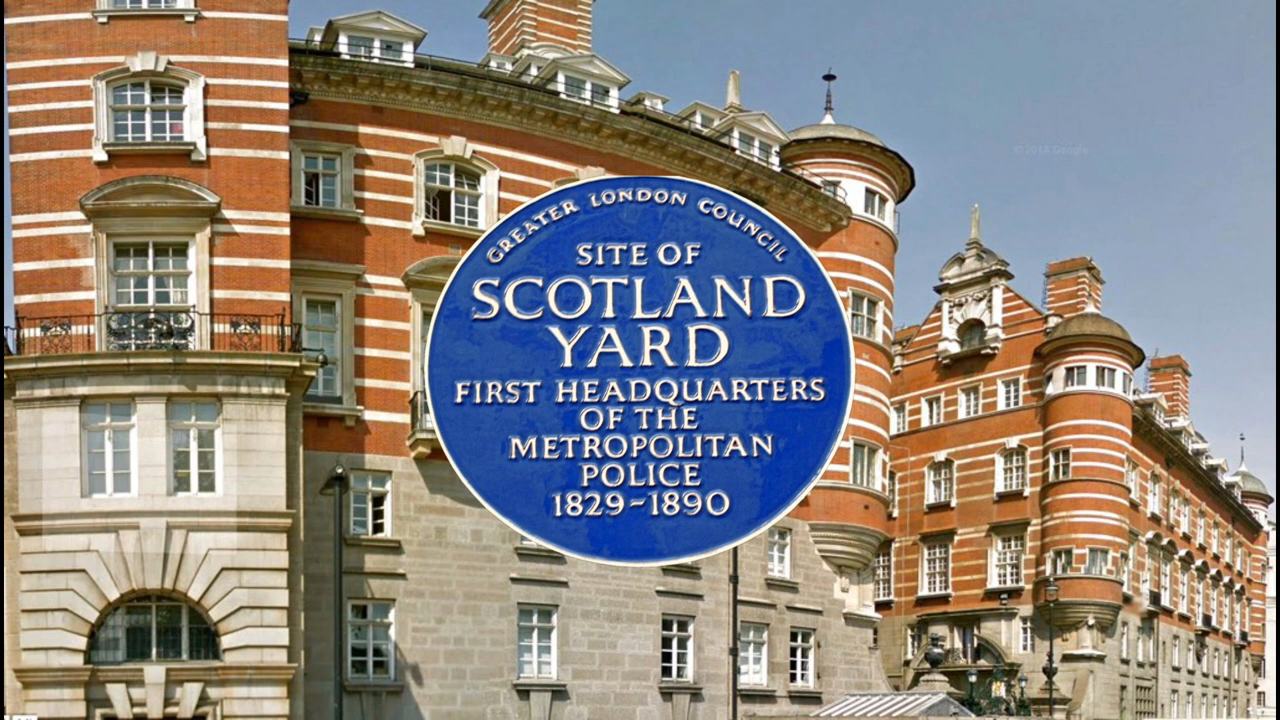 GREATER LONDON COUNCIL
SITE OF
SCOTLAND
YARD
FIRST HEADQUARTERS
OF THE
METROPOLITAN
POLICE
1829~1890